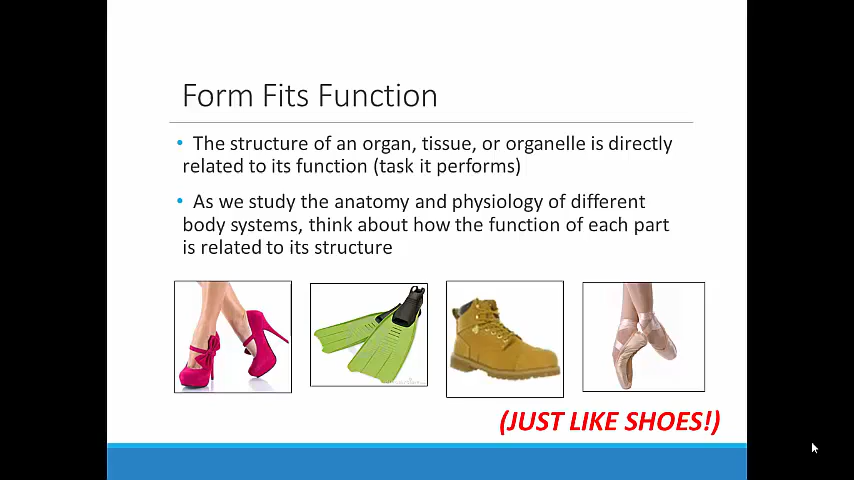 Form Fits Function
• The structure of an organ, tissue, or organelle is directly
related to its function (task it performs)
• As we study the anatomy and physiology of different
body systems, think about how the function of each part
is related to its structure
(JUST LIKE SHOES!)